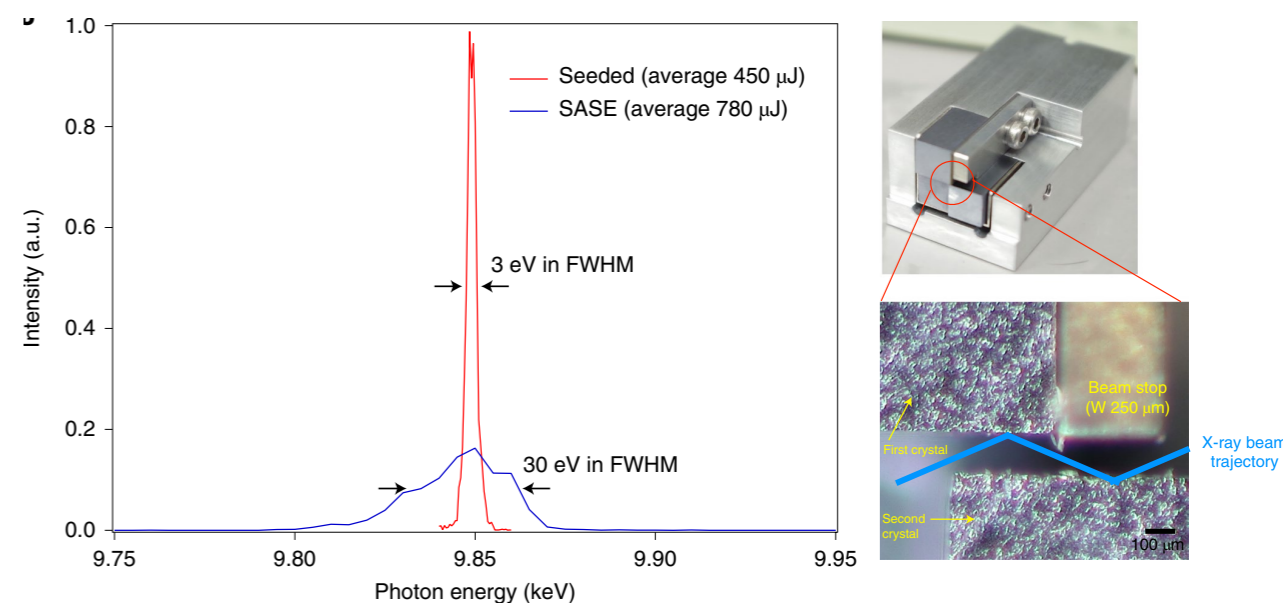 1.0
0.8
0.6
0.4
0.2
0.0
Intensity (a.u.)
Seeded (average 450 μJ)
SASE (average 780 μJ)
3 eV in FWHM
30 eV in FWHM
9.75
9.80
9.85
9.90
9.95
Photon energy (keV)
Beam stop
(W 250 μm)
First crystal
Second
crystal
100 μm
X-ray beam
trajectory